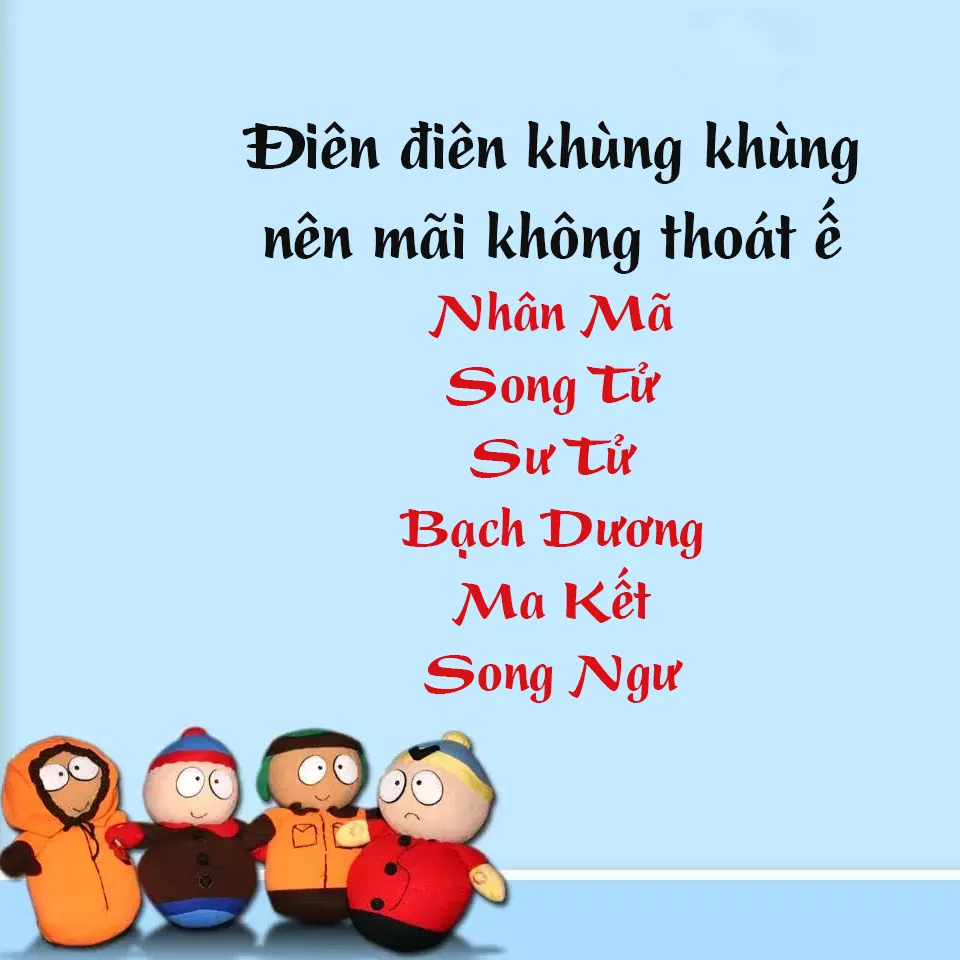 Điên điên khùng khùng
nên mãi không thoát ế
Nhân Mã
Song Tử
Sư Tử
Bạch Dương
Ma Kết
Song Ngư